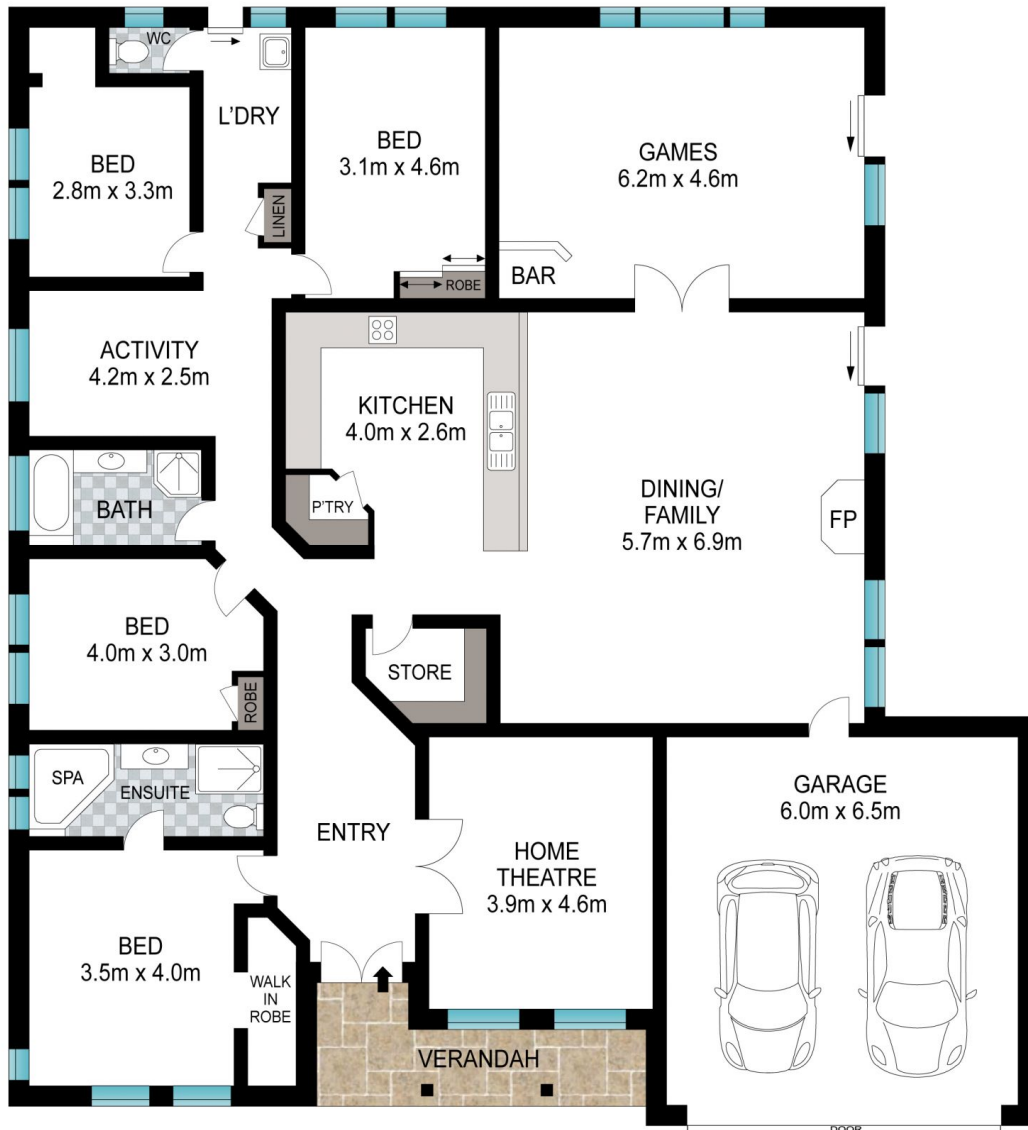 WC
L'DRY
BED
2.8m x 3.3m
LINEN
BED
3.1m x 4.6m
ROBE
GAMES
6.2m x 4.6m
BAR
ACTIVITY
4.2m x 2.5m
KITCHEN
4.0m x 2.6m
P'TRY
DINING/
FAMILY
5.7m x 6.9m
FP
BATH
BED
4.0m x 3.0m
ROBE
STORE
SPA
ENSUITE
ENTRY
HOME
THEATRE
3.9m x 4.6m
GARAGE
6.0m x 6.5m
BED
3.5m x 4.0m
WALK
IN
ROBE
VERANDAH
DOOR